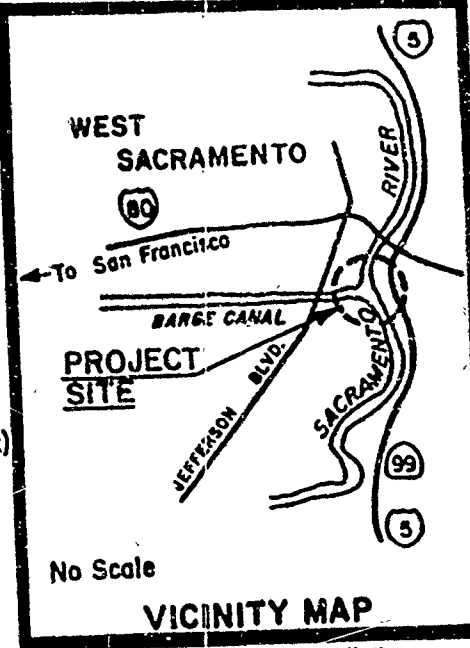 5
WEST
SACRAMENTO
RIVER
80
To San Francisco
BARGE CANAL
PROJECT
SITE
JEFFERSON BLVD.
SACRAMENTO
99
5
No Scale
VICINITY MAP